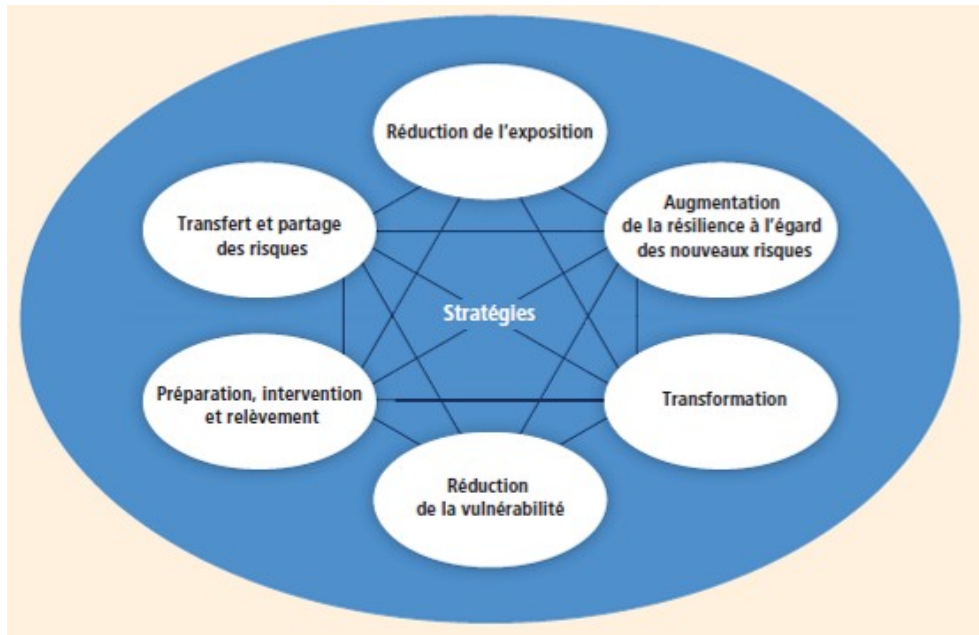 Réduction de l'exposition
Transfert et partage
des risques
Augmentation
de la résilience à l'égard
des nouveaux risques
Stratégies
Préparation, intervention
et relèvement
Transformation
Réduction
de la vulnérabilité